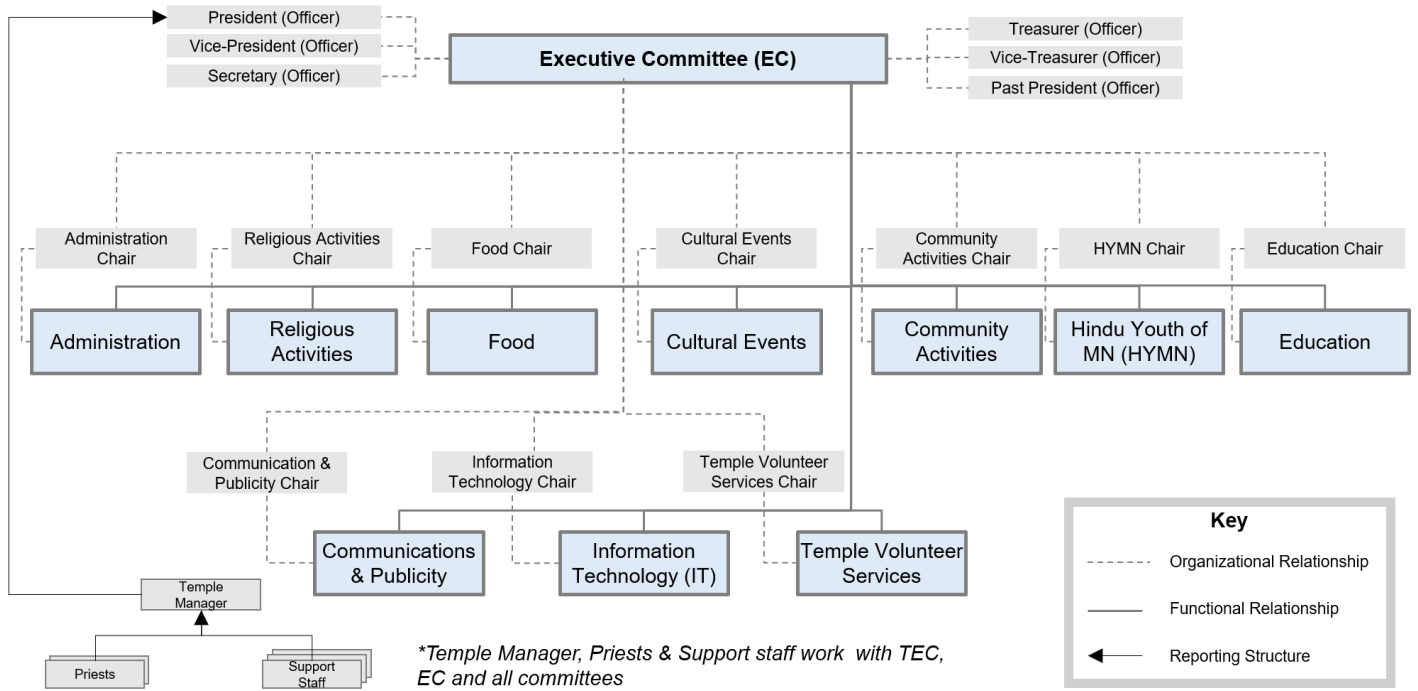 President (Officer)
Vice-President (Officer)
Secretary (Officer)
Executive Committee (EC)
Treasurer (Officer)
Vice-Treasurer (Officer)
Past President (Officer)
Administration
Chair
Religious Activities
Chair
Food Chair
Cultural Events
Chair
Community
Activities Chair
HYMN Chair
Education Chair
Administration
Religious
Activities
Food
Cultural Events
Community
Activities
Hindu Youth of
MN (HYMN)
Education
Communication &
Publicity Chair
Information
Technology Chair
Temple Volunteer
Services Chair
Communications
& Publicity
Information
Technology (IT)
Temple Volunteer
Services
Temple
Manager
Priests
Support
Staff
*Temple Manager, Priests & Support staff work with TEC,
EC and all committees
Key
Organizational Relationship
Functional Relationship
Reporting Structure